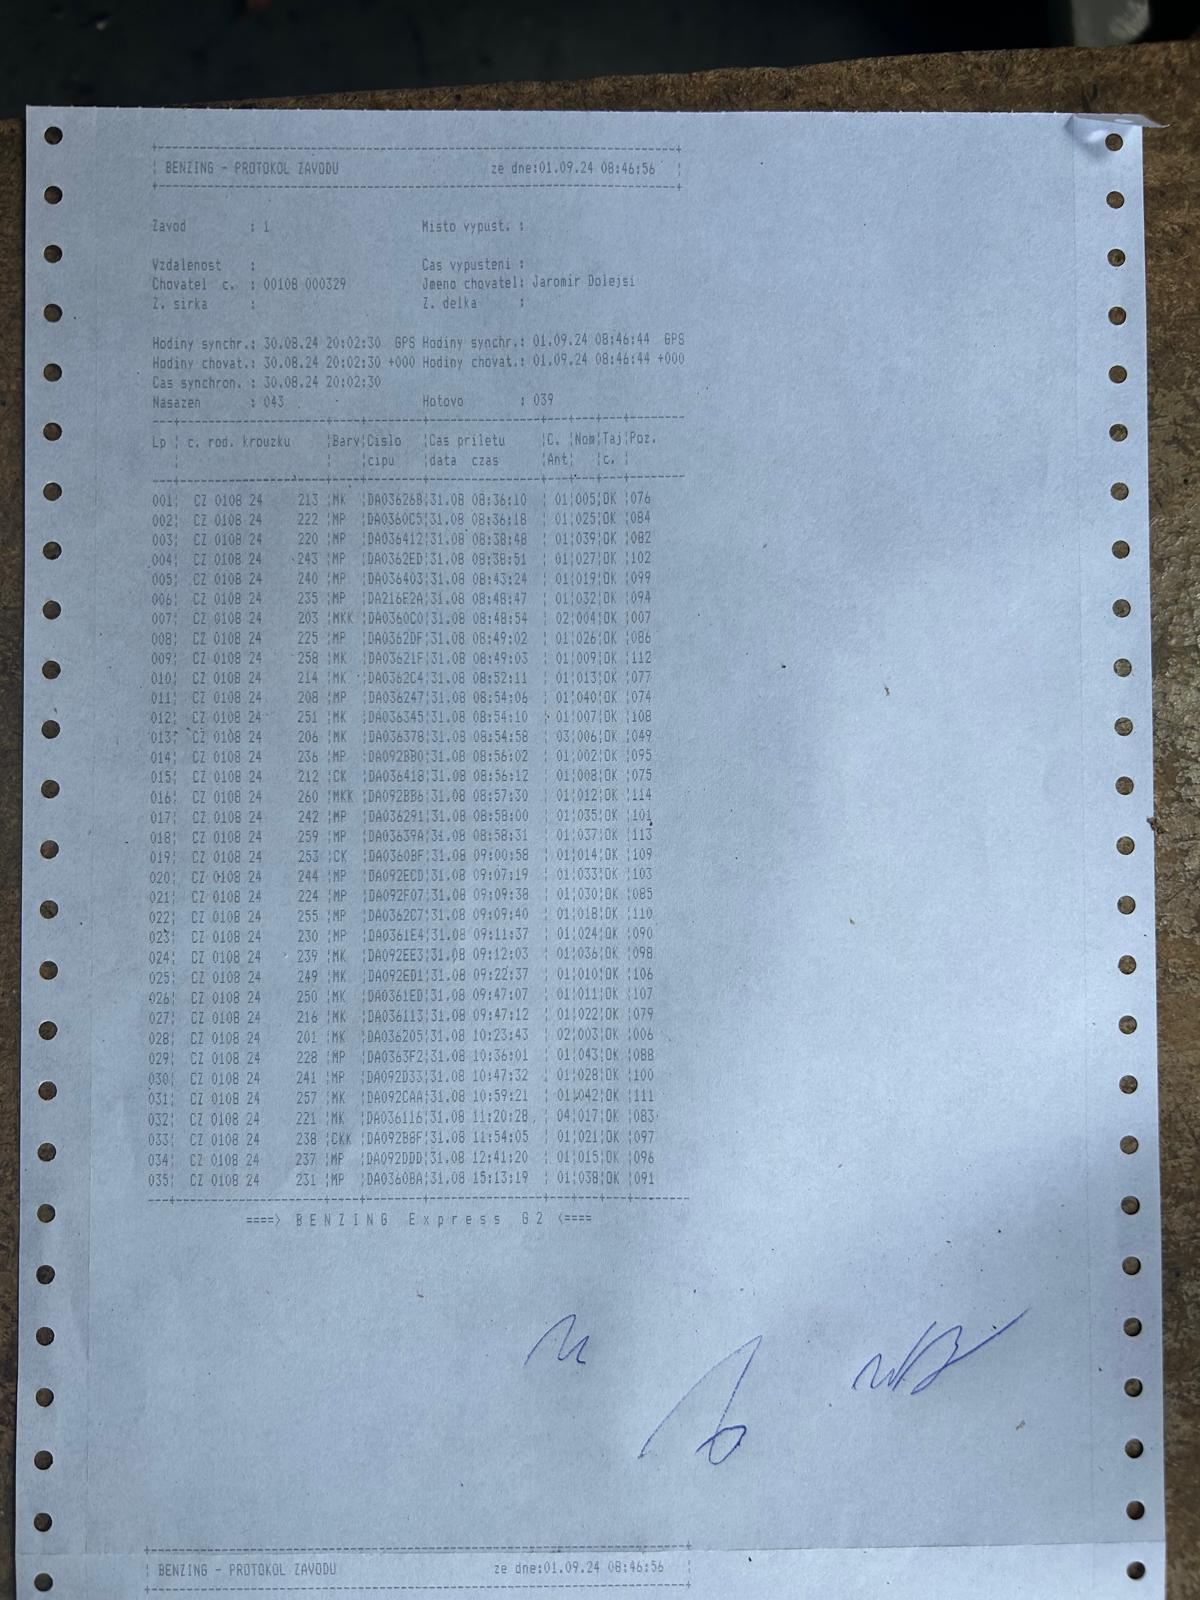 BENZING - PROTOKOL ZAVODU ze dne:01.09.24 08:46:56
Zavod : 1 Misto vypust. :
Vzdalenost : Cas vypusteni :
Chovatel c. : 00108 000329 Jmeno chovatel: Jaromir Dolejsi
Z. sirka : Z. delka :
Hodiny synchr.: 30.08.24 20:02:30 GPS Hodiny synchr.: 01.09.24 08:46:44 GPS
Hodiny chovat.: 30.08.24 20:02:30 +000 Hodiny chovat.: 01.09.24 08:46:44 +000
Cas synchron. : 30.08.24 20:02:30
Nasazen : 043 Hotovo : 039
Lp ¦ c. rod. krouzku ¦Barv¦Cislo ¦Cas priletu ¦C. ¦Nom¦Taj¦Poz.
¦ ¦ ¦cipu ¦data czas ¦Ant¦ ¦c. ¦
001¦ CZ 0108 24 213 ¦MK ¦DA036268¦31.08 08:36:10 ¦ 01¦005¦OK ¦076
002¦ CZ 0108 24 222 ¦MP ¦DA0360C5¦31.08 08:36:18 ¦ 01¦025¦OK ¦084
003¦ CZ 0108 24 220 ¦MP ¦DA036412¦31.08 08:38:48 ¦ 01¦039¦OK ¦082
004¦ CZ 0108 24 243 ¦MP ¦DA0362ED¦31.08 08:38:51 ¦ 01¦027¦OK ¦102
005¦ CZ 0108 24 240 ¦MP ¦DA036403¦31.08 08:43:24 ¦ 01¦019¦OK ¦099
006¦ CZ 0108 24 235 ¦MP ¦DA216E2A¦31.08 08:48:47 ¦ 01¦032¦OK ¦094
007¦ CZ 0108 24 203 ¦MKK ¦DA0360C0¦31.08 08:48:54 ¦ 02¦004¦OK ¦007
008¦ CZ 0108 24 225 ¦MP ¦DA0362DF¦31.08 08:49:02 ¦ 01¦026¦OK ¦086
009¦ CZ 0108 24 258 ¦MK ¦DA03621F¦31.08 08:49:03 ¦ 01¦009¦OK ¦112
010¦ CZ 0108 24 214 ¦MK ¦DA0362C4¦31.08 08:52:11 ¦ 01¦013¦OK ¦077
011¦ CZ 0108 24 208 ¦MP ¦DA036247¦31.08 08:54:06 ¦ 01¦040¦OK ¦074
012¦ CZ 0108 24 251 ¦MK ¦DA036345¦31.08 08:54:10 ¦ 01¦007¦OK ¦108
013¦ CZ 0108 24 206 ¦MK ¦DA036378¦31.08 08:54:58 ¦ 03¦006¦OK ¦049
014¦ CZ 0108 24 236 ¦MP ¦DA092BB0¦31.08 08:56:02 ¦ 01¦002¦OK ¦095
015¦ CZ 0108 24 212 ¦CK ¦DA036418¦31.08 08:56:12 ¦ 01¦008¦OK ¦075
016¦ CZ 0108 24 260 ¦MKK ¦DA092BB6¦31.08 08:57:30 ¦ 01¦012¦OK ¦114
017¦ CZ 0108 24 242 ¦MP ¦DA036291¦31.08 08:58:00 ¦ 01¦035¦OK ¦101
018¦ CZ 0108 24 259 ¦MP ¦DA03639A¦31.08 08:58:31 ¦ 01¦037¦OK ¦113
019¦ CZ 0108 24 253 ¦CK ¦DA0360BF¦31.08 09:00:58 ¦ 01¦014¦OK ¦109
020¦ CZ 0108 24 244 ¦MP ¦DA092ECD¦31.08 09:07:19 ¦ 01¦033¦OK ¦103
021¦ CZ 0108 24 224 ¦MP ¦DA092F07¦31.08 09:09:38 ¦ 01¦030¦OK ¦085
022¦ CZ 0108 24 255 ¦MP ¦DA0362C7¦31.08 09:09:40 ¦ 01¦018¦OK ¦110
023¦ CZ 0108 24 230 ¦MP ¦DA0361E4¦31.08 09:11:37 ¦ 01¦024¦OK ¦090
024¦ CZ 0108 24 239 ¦MK ¦DA092EE3¦31.08 09:12:03 ¦ 01¦036¦OK ¦098
025¦ CZ 0108 24 249 ¦MK ¦DA092ED1¦31.08 09:22:37 ¦ 01¦010¦OK ¦106
026¦ CZ 0108 24 250 ¦MK ¦DA0361ED¦31.08 09:47:07 ¦ 01¦011¦OK ¦107
027¦ CZ 0108 24 216 ¦MK ¦DA036113¦31.08 09:47:12 ¦ 01¦022¦OK ¦079
028¦ CZ 0108 24 201 ¦MK ¦DA036205¦31.08 10:23:43 ¦ 02¦003¦OK ¦006
029¦ CZ 0108 24 228 ¦MP ¦DA0363F2¦31.08 10:36:01 ¦ 01¦043¦OK ¦088
030¦ CZ 0108 24 241 ¦MP ¦DA092D33¦31.08 10:47:32 ¦ 01¦028¦OK ¦100
031¦ CZ 0108 24 257 ¦MK ¦DA092CAA¦31.08 10:59:21 ¦ 01¦042¦OK ¦111
032¦ CZ 0108 24 221 ¦MK ¦DA036116¦31.08 11:20:28 ¦ 04¦017¦OK ¦083
033¦ CZ 0108 24 238 ¦CKK ¦DA092B8F¦31.08 11:54:05 ¦ 01¦021¦OK ¦097
034¦ CZ 0108 24 237 ¦MP ¦DA092DDD¦31.08 12:41:20 ¦ 01¦015¦OK ¦096
035¦ CZ 0108 24 231 ¦MP ¦DA0360BA¦31.08 15:13:19 ¦ 01¦038¦OK ¦091
====> BENZING Express G2 <====
BENZING - PROTOKOL ZAVODU ze dne:01.09.24 08:46:56